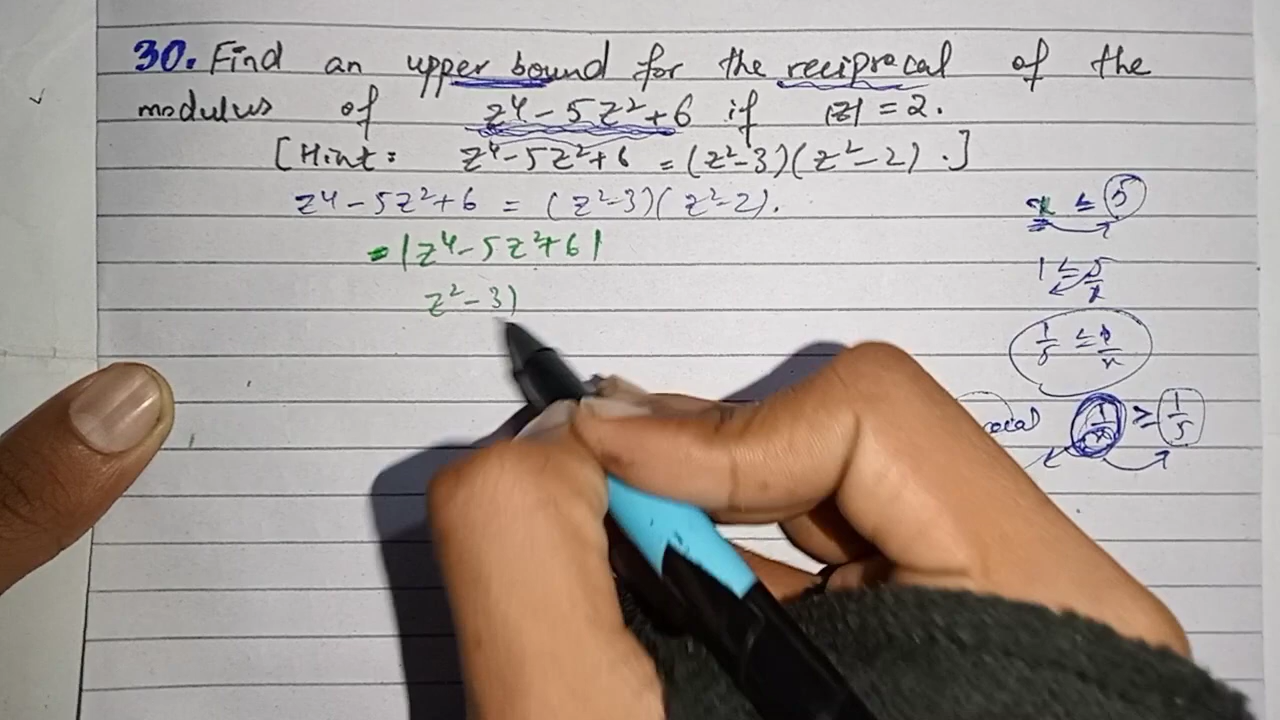 30. Find an upper bound for the reciprocal of the
modulus of z⁴ - 5z² + 6 if |z| = 2.
[Hint: z⁴ - 5z² + 6 = (z² - 3)(z² - 2).]
z⁴ - 5z² + 6 = (z² - 3)(z² - 2).
= |z⁴ - 5z² + 6|
z² - 3)
x ≤ 5
1 ≤ 5/x
1/5 ≤ 1/x
1/x ≥ 1/5